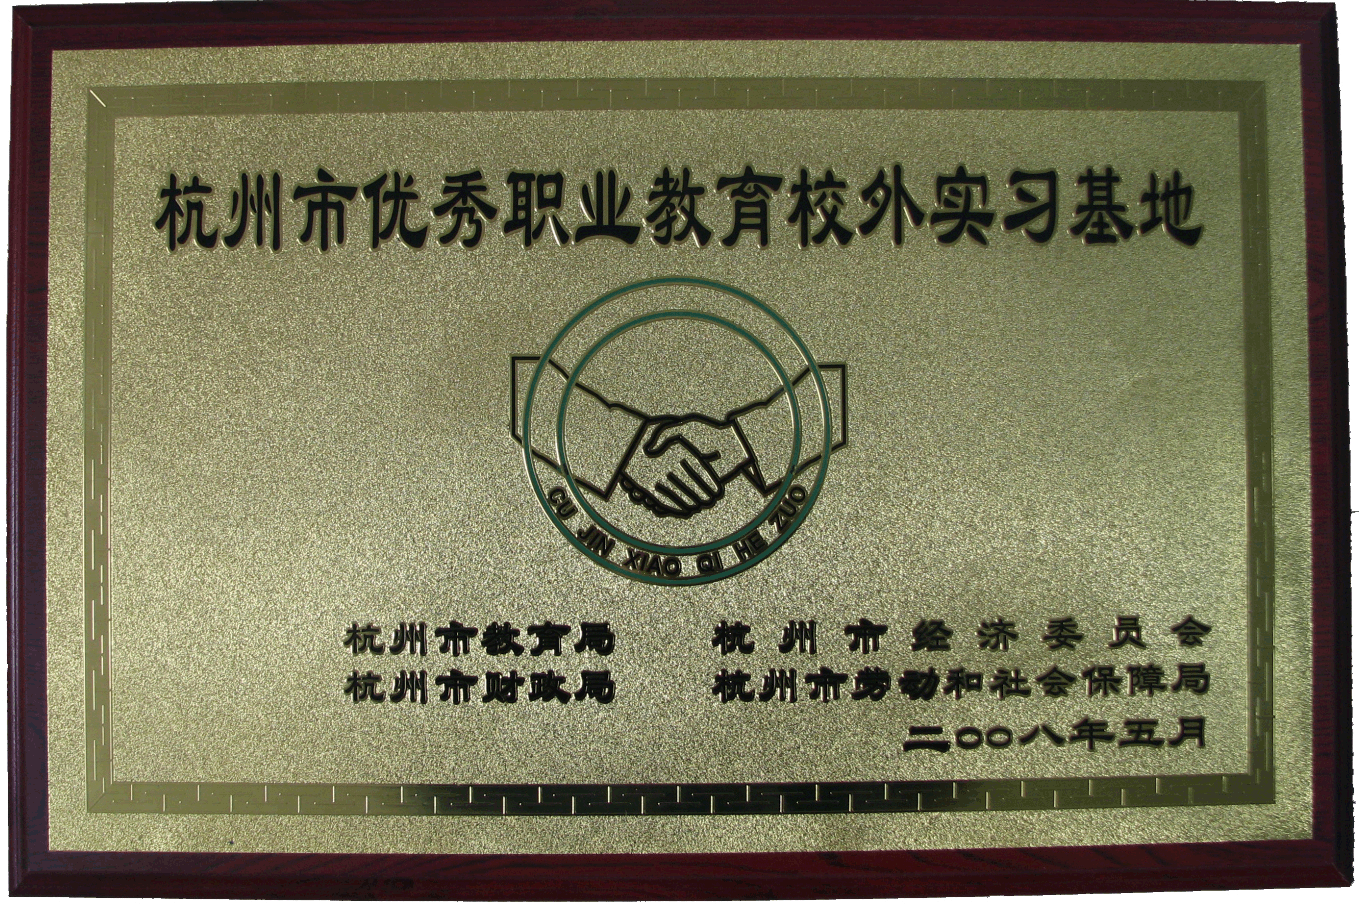 杭州市优秀职业教育校外实习基地
CU JIN XIAO QI HE ZUO
杭州市教育局 杭州市经济委员会
杭州市财政局 杭州市劳动和社会保障局
二○○八年五月